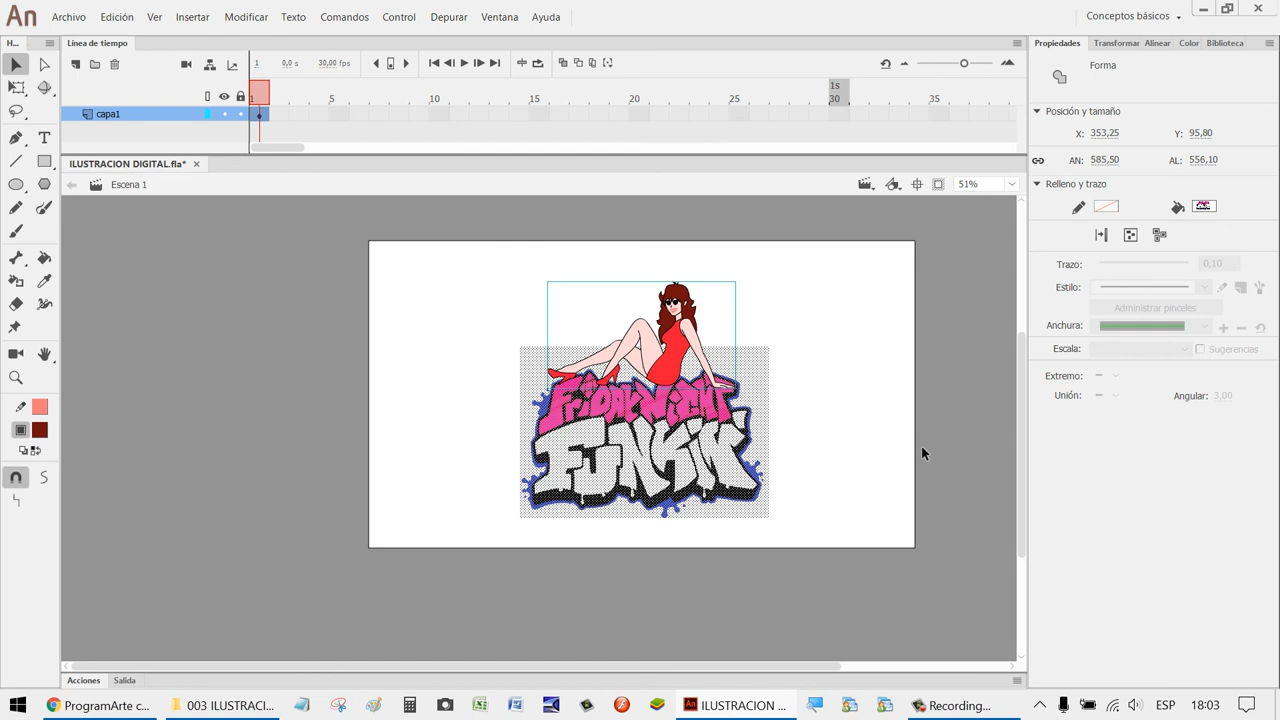 An Archivo Edición Ver Insertar Modificar Texto Comandos Control Depurar Ventana Ayuda Conceptos básicos
H... Línea de tiempo Propiedades Transformar Alinear Color Biblioteca
1 0,0 s 30,00 fps Forma
1s
1 5 10 15 20 25 30 35
capa1
Posición y tamaño
X: 353,25 Y: 95,80
AN: 585,50 AL: 556,10
ILUSTRACION DIGITAL.fla* ×
Escena 1 51%
Relleno y trazo
Trazo: 0,10
Estilo:
Administrar pinceles
Anchura:
Escala: Sugerencias
Extremo:
Unión: Angular: 3,00
FRIDAY NIGHT
FUNKIN
Acciones Salida
ProgramArte c... 003 ILUSTRACI... ILUSTRACION ... Recording... ESP 18:03